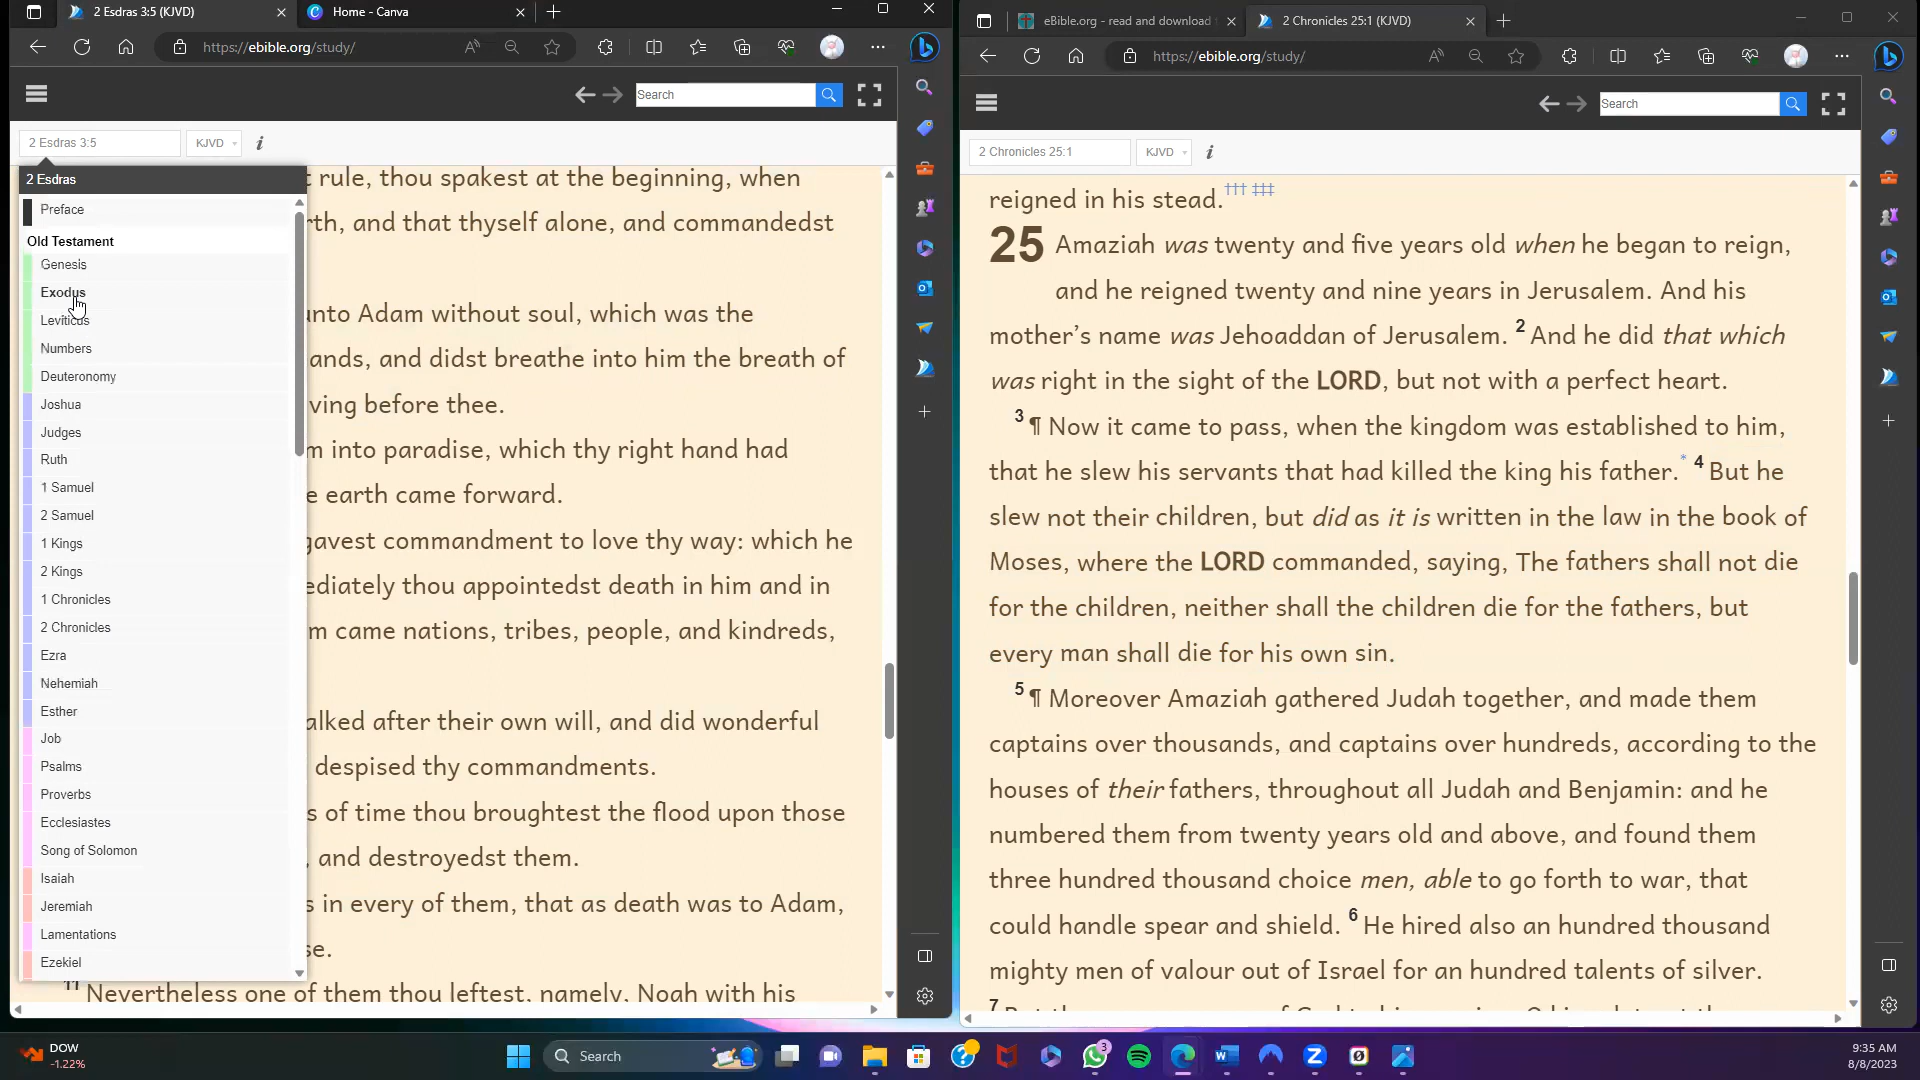 2 Esdras 3:5 (KJVD)
Home - Canva
https://ebible.org/study/
Search
2 Esdras 3:5
KJVD
i
2 Esdras
Preface
Old Testament
Genesis
Exodus
Leviticus
Numbers
Deuteronomy
Joshua
Judges
Ruth
1 Samuel
2 Samuel
1 Kings
2 Kings
1 Chronicles
2 Chronicles
Ezra
Nehemiah
Esther
Job
Psalms
Proverbs
Ecclesiastes
Song of Solomon
Isaiah
Jeremiah
Lamentations
Ezekiel
rule, thou spakest at the beginning, when
rth, and that thyself alone, and commandedst
unto Adam without soul, which was the
ands, and didst breathe into him the breath of
ving before thee.
m into paradise, which thy right hand had
e earth came forward.
gavest commandment to love thy way: which he
ediately thou appointedst death in him and in
m came nations, tribes, people, and kindreds,
alked after their own will, and did wonderful
despised thy commandments.
s of time thou broughtest the flood upon those
, and destroyedst them.
s in every of them, that as death was to Adam,
se.
11 Nevertheless one of them thou leftest, namely, Noah with his
eBible.org - read and download
2 Chronicles 25:1 (KJVD)
https://ebible.org/study/
Search
2 Chronicles 25:1
KJVD
i
reigned in his stead.††† ‡‡‡
25 Amaziah was twenty and five years old when he began to reign,
and he reigned twenty and nine years in Jerusalem. And his
mother’s name was Jehoaddan of Jerusalem. 2 And he did that which
was right in the sight of the LORD, but not with a perfect heart.
3 ¶ Now it came to pass, when the kingdom was established to him,
that he slew his servants that had killed the king his father.* 4 But he
slew not their children, but did as it is written in the law in the book of
Moses, where the LORD commanded, saying, The fathers shall not die
for the children, neither shall the children die for the fathers, but
every man shall die for his own sin.
5 ¶ Moreover Amaziah gathered Judah together, and made them
captains over thousands, and captains over hundreds, according to the
houses of their fathers, throughout all Judah and Benjamin: and he
numbered them from twenty years old and above, and found them
three hundred thousand choice men, able to go forth to war, that
could handle spear and shield. 6 He hired also an hundred thousand
mighty men of valour out of Israel for an hundred talents of silver.
7
DOW
-1.22%
Search
3
9:35 AM
8/8/2023